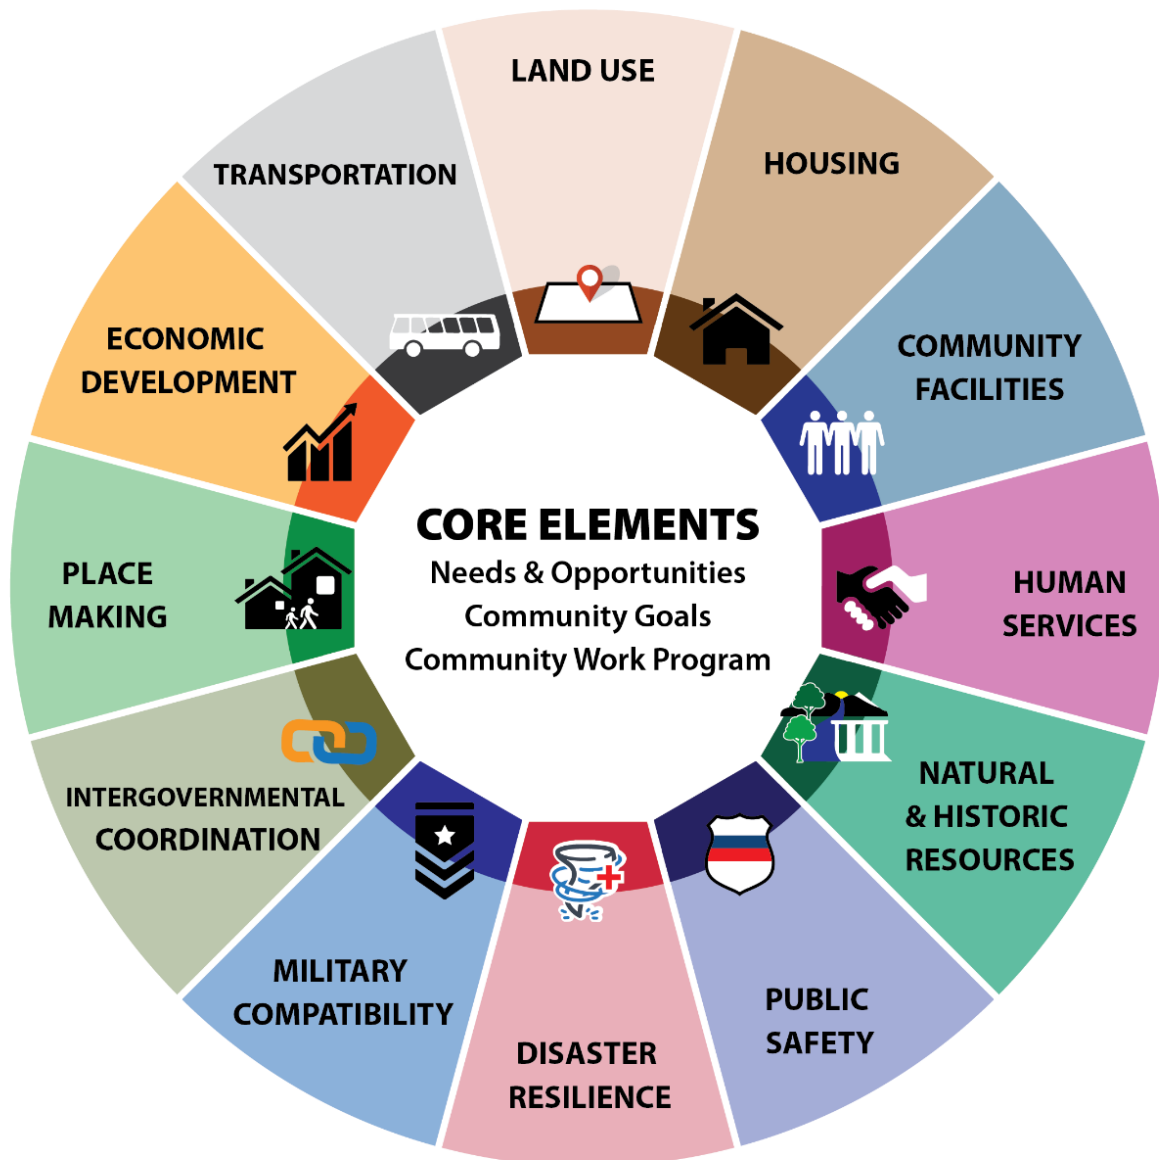 LAND USE
HOUSING
COMMUNITY
FACILITIES
HUMAN
SERVICES
NATURAL
& HISTORIC
RESOURCES
PUBLIC
SAFETY
DISASTER
RESILIENCE
MILITARY
COMPATIBILITY
INTERGOVERNMENTAL
COORDINATION
PLACE
MAKING
ECONOMIC
DEVELOPMENT
TRANSPORTATION
CORE ELEMENTS
Needs & Opportunities
Community Goals
Community Work Program